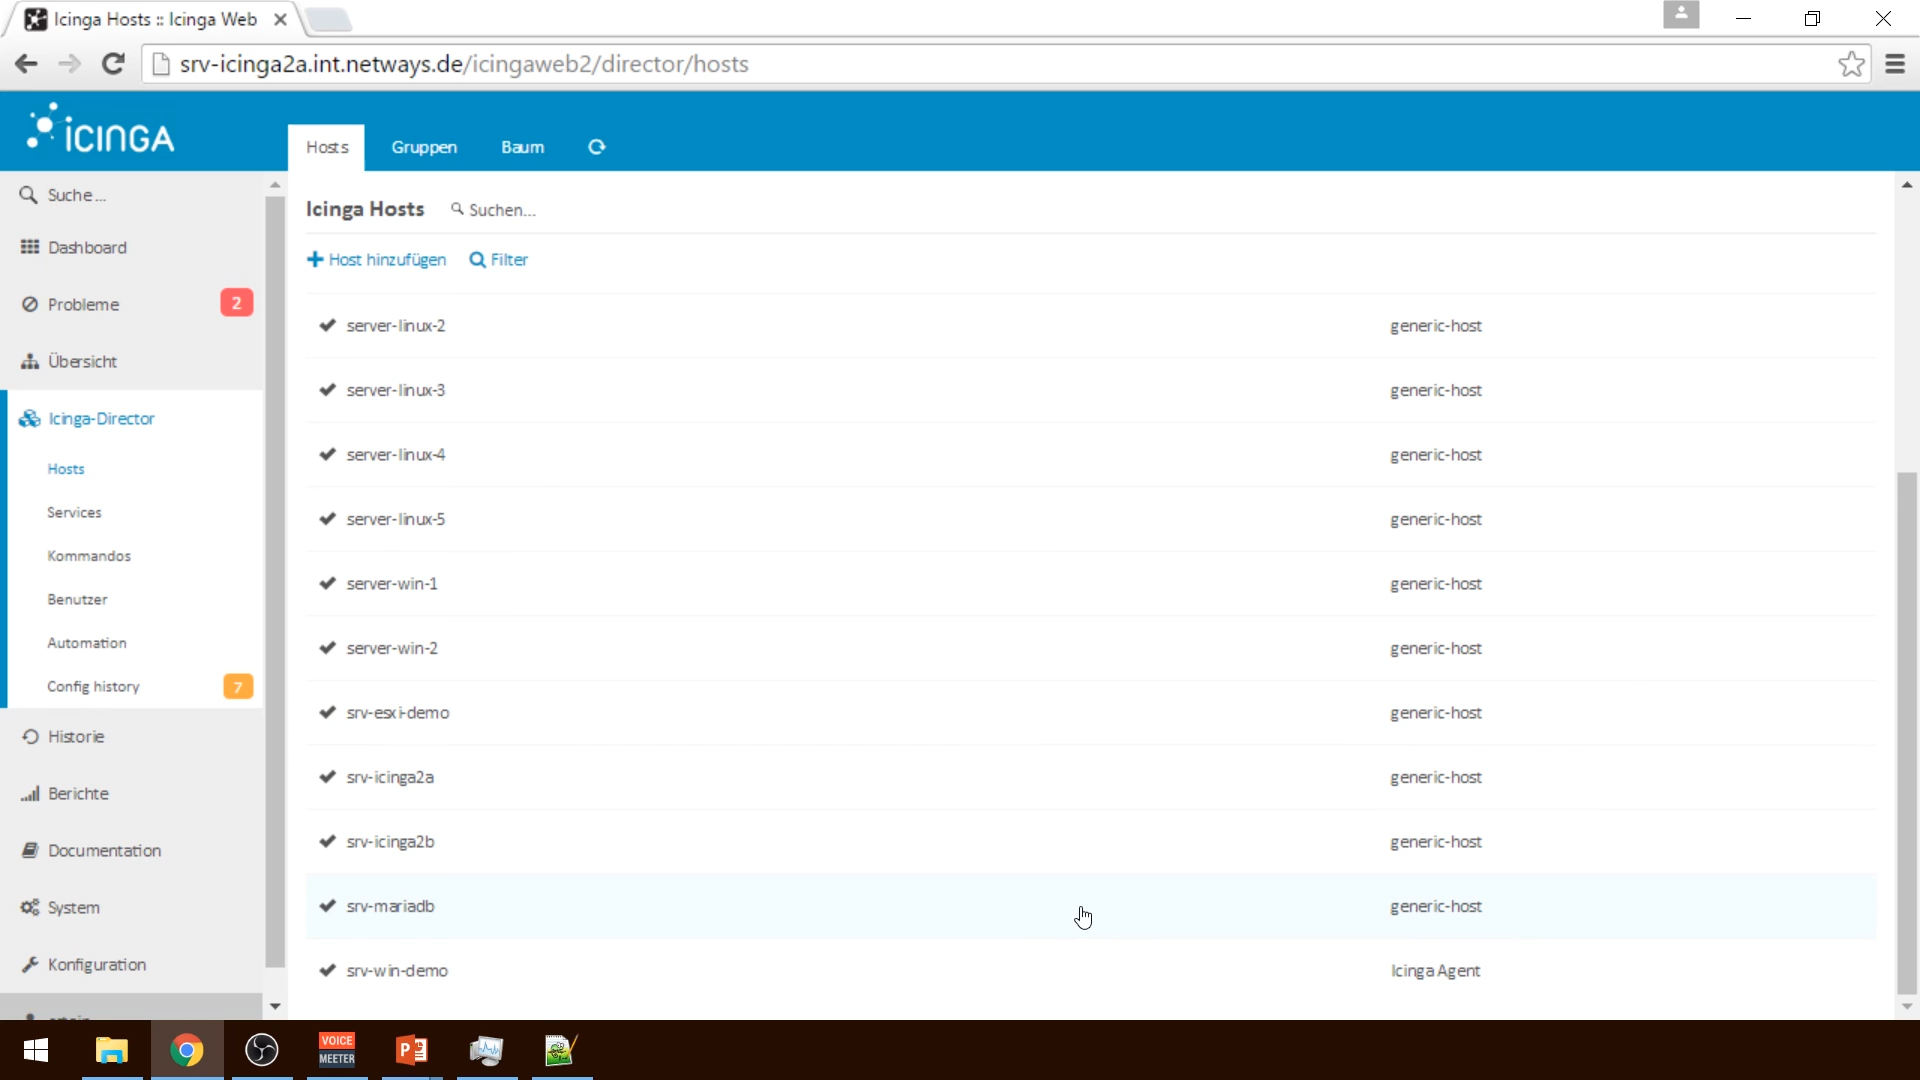 Icinga Hosts :: Icinga Web
srv-icinga2a.int.netways.de/icingaweb2/director/hosts
ICINGA
Hosts
Gruppen
Baum
Suche ...
Dashboard
Probleme 2
Übersicht
Icinga-Director
Hosts
Services
Kommandos
Benutzer
Automation
Config history 7
Historie
Berichte
Documentation
System
Konfiguration
Icinga Hosts Suchen...
Host hinzufügen Filter
server-linux-2 generic-host
server-linux-3 generic-host
server-linux-4 generic-host
server-linux-5 generic-host
server-win-1 generic-host
server-win-2 generic-host
srv-esxi-demo generic-host
srv-icinga2a generic-host
srv-icinga2b generic-host
srv-mariadb generic-host
srv-win-demo Icinga Agent
VOICE
MEETER
P